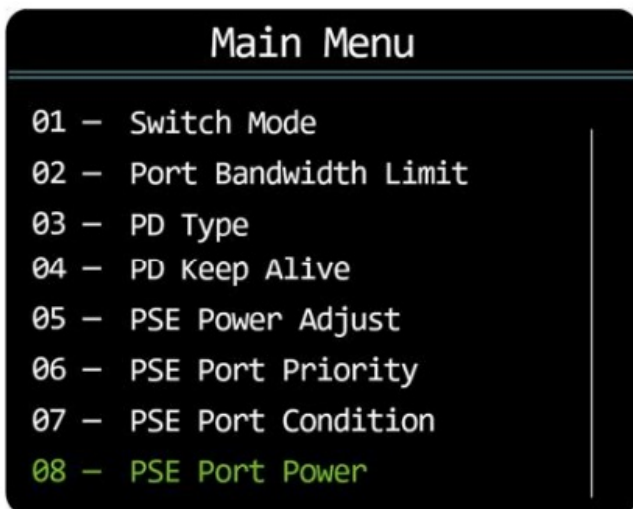 Main Menu
01 — Switch Mode
02 — Port Bandwidth Limit
03 — PD Type
04 — PD Keep Alive
05 — PSE Power Adjust
06 — PSE Port Priority
07 — PSE Port Condition
08 — PSE Port Power